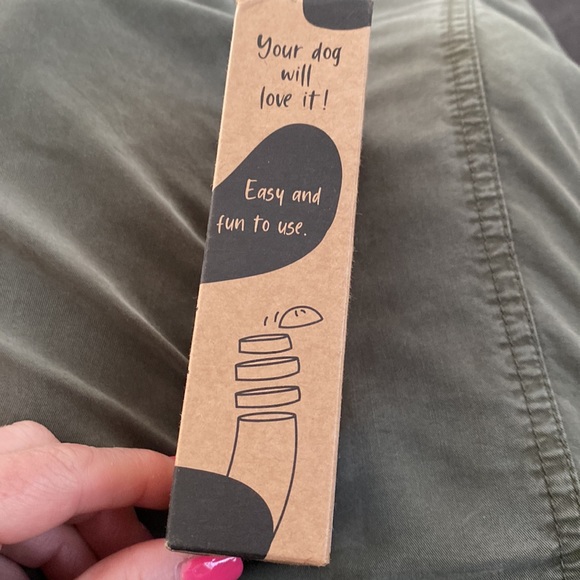 Your dog
will
love it!
Easy and
fun to use.